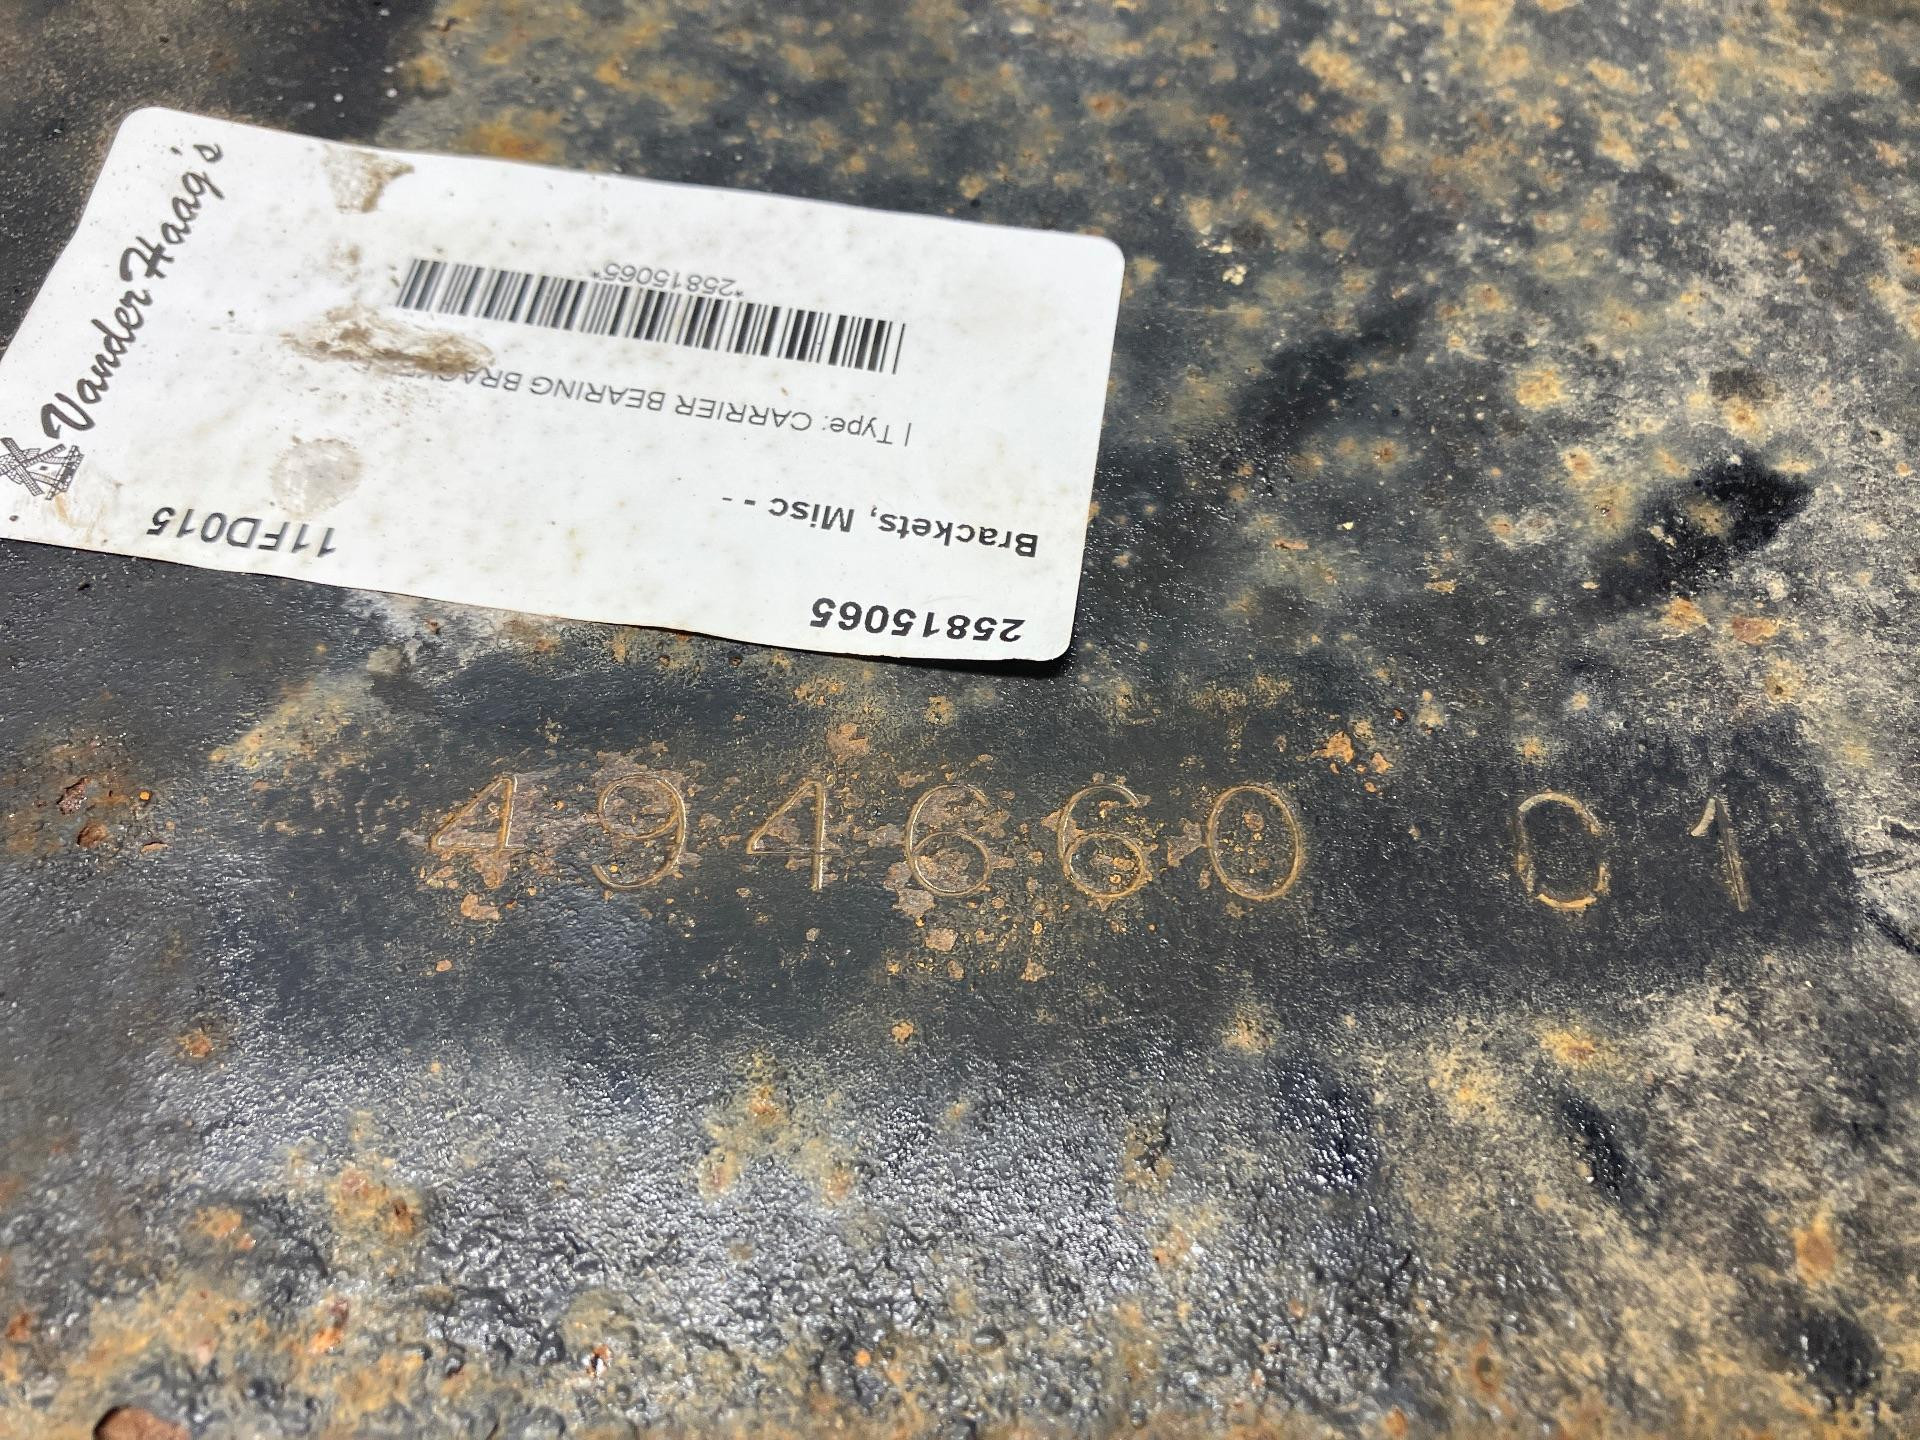 Vander Haag's
25815065
11FD015
Brackets, Misc - -
| Type: CARRIER BEARING
*25815065*
494660 C1